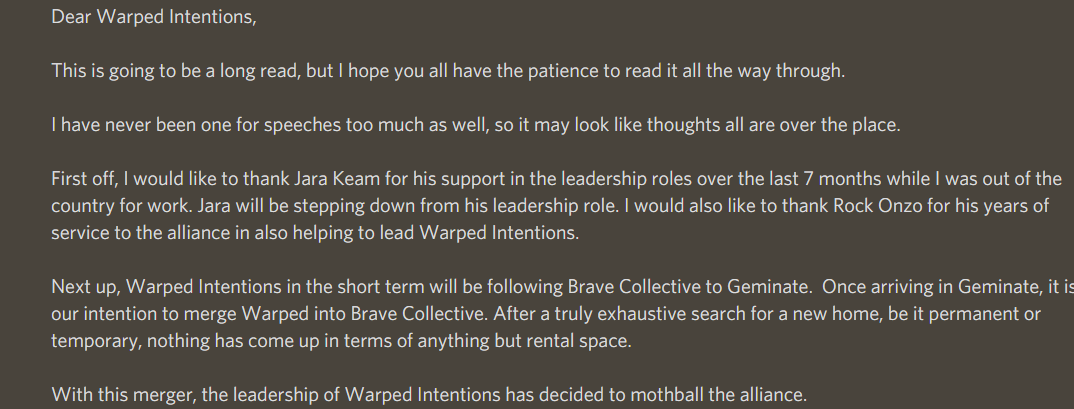 Dear Warped Intentions,
This is going to be a long read, but I hope you all have the patience to read it all the way through.
I have never been one for speeches too much as well, so it may look like thoughts all are over the place.
First off, I would like to thank Jara Keam for his support in the leadership roles over the last 7 months while I was out of the
country for work. Jara will be stepping down from his leadership role. I would also like to thank Rock Onzo for his years of
service to the alliance in also helping to lead Warped Intentions.
Next up, Warped Intentions in the short term will be following Brave Collective to Geminate.  Once arriving in Geminate, it is
our intention to merge Warped into Brave Collective. After a truly exhaustive search for a new home, be it permanent or
temporary, nothing has come up in terms of anything but rental space.
With this merger, the leadership of Warped Intentions has decided to mothball the alliance.